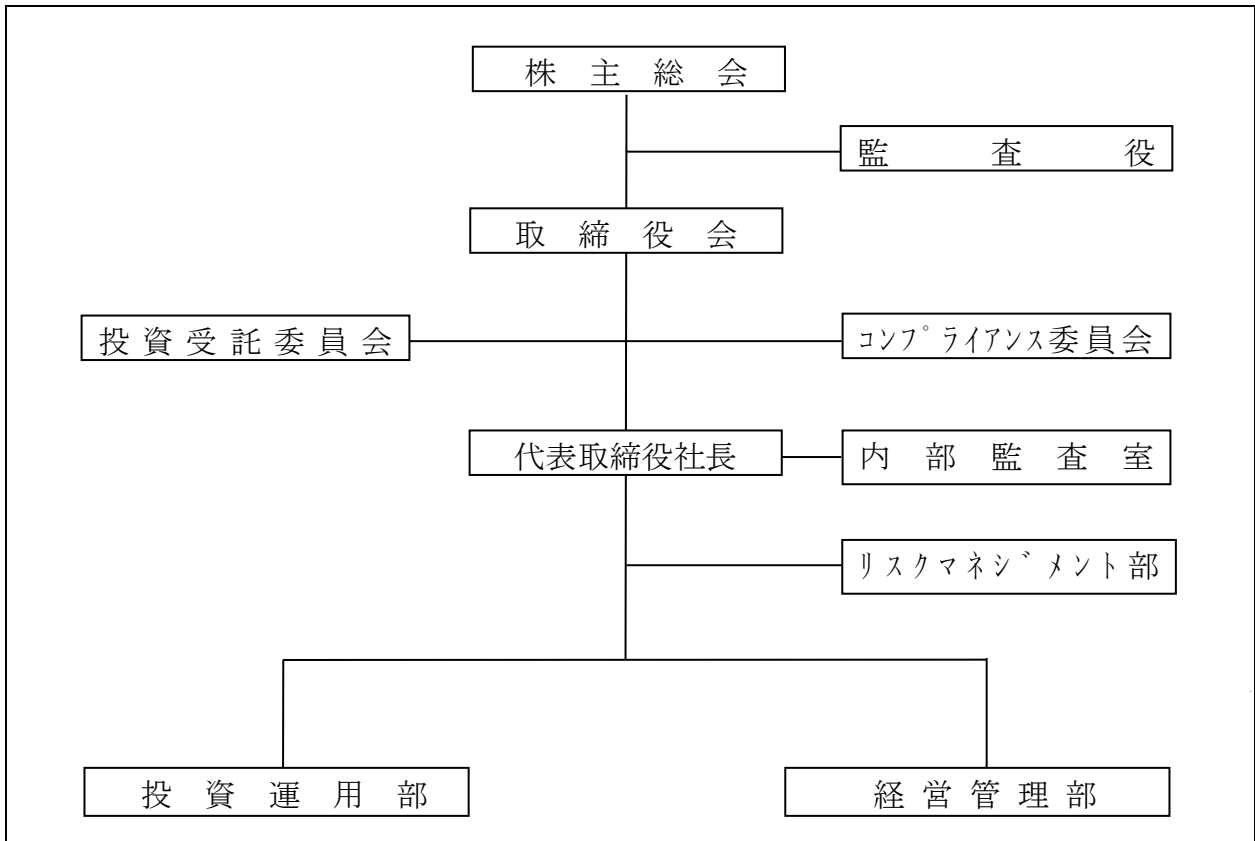 株主総会
監査役
取締役会
投資受託委員会
コンプライアンス委員会
代表取締役社長
内部監査室
リスクマネジメント部
投資運用部
経営管理部